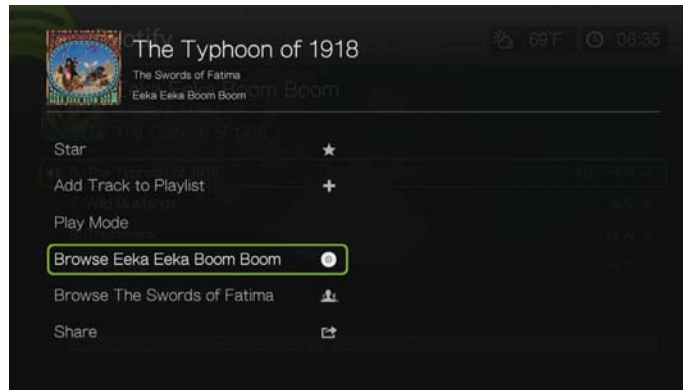 The Typhoon of 1918
The Swords of Fatima
Eeka Eeka Boom Boom
69°F
06:35
Star
Add Track to Playlist
Play Mode
Browse Eeka Eeka Boom Boom
Browse The Swords of Fatima
Share